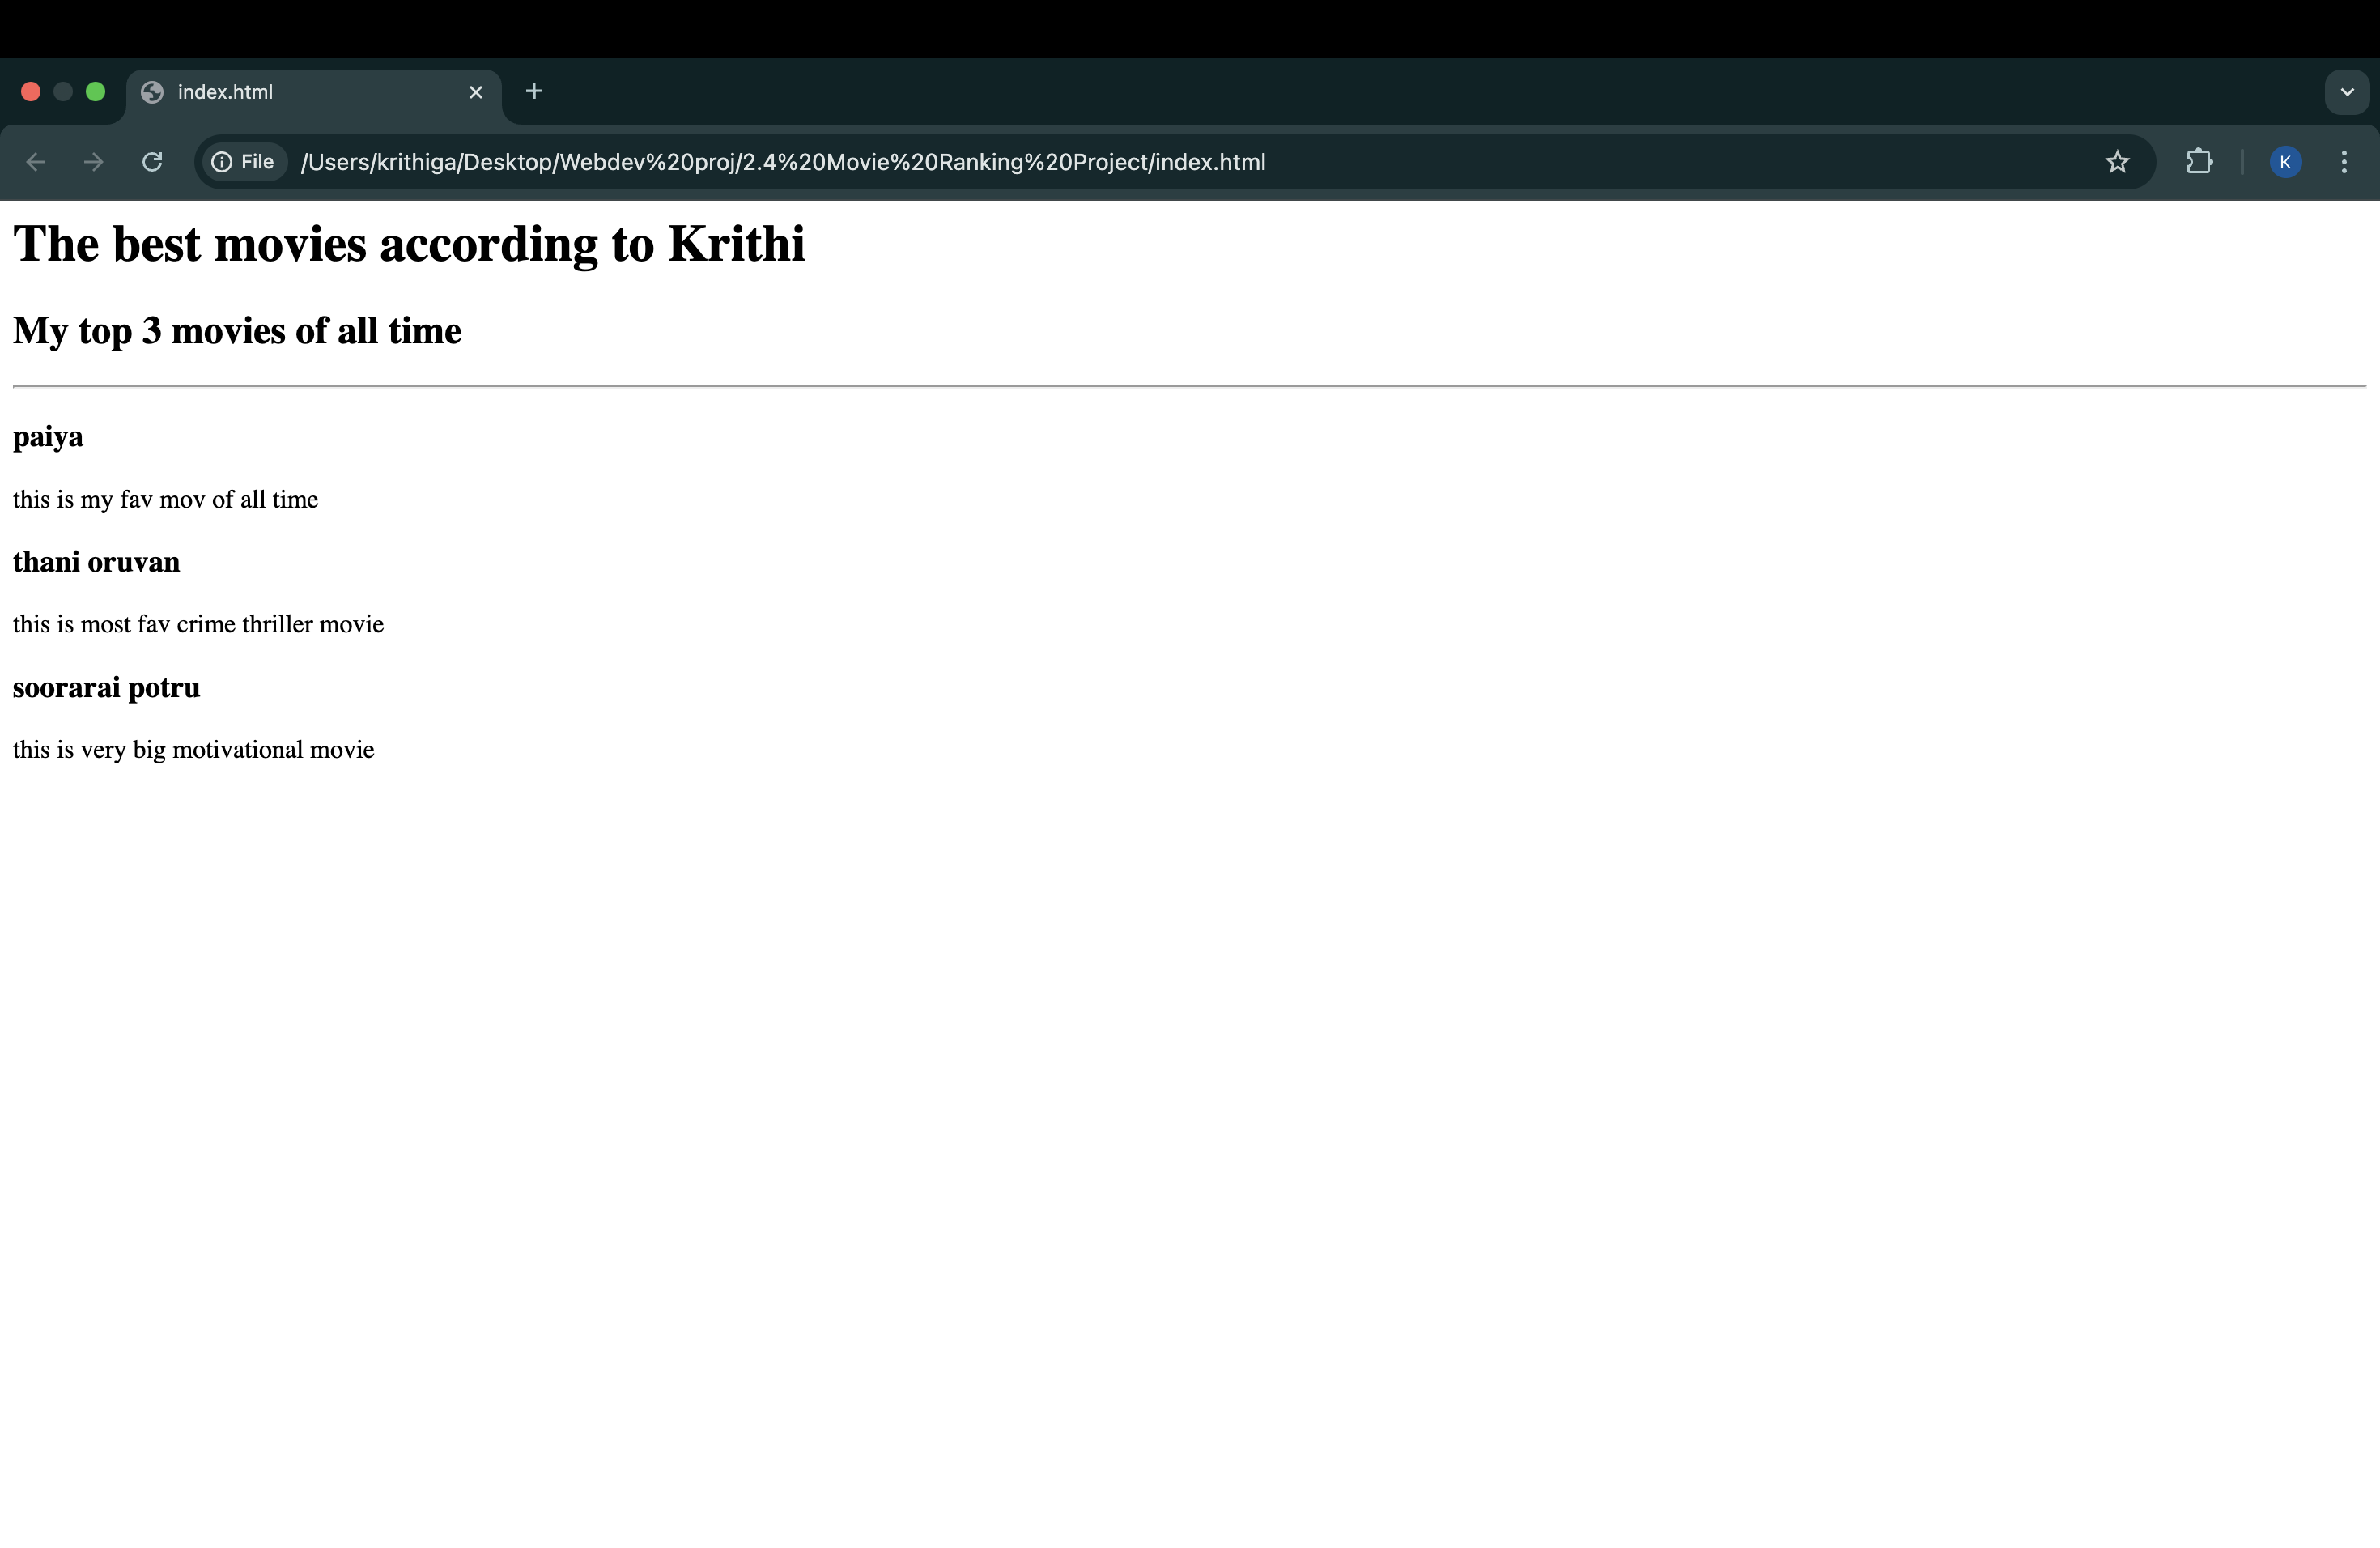 index.html
File
/Users/krithiga/Desktop/Webdev%20proj/2.4%20Movie%20Ranking%20Project/index.html
K
The best movies according to Krithi
My top 3 movies of all time
paiya
this is my fav mov of all time
thani oruvan
this is most fav crime thriller movie
soorarai potru
this is very big motivational movie